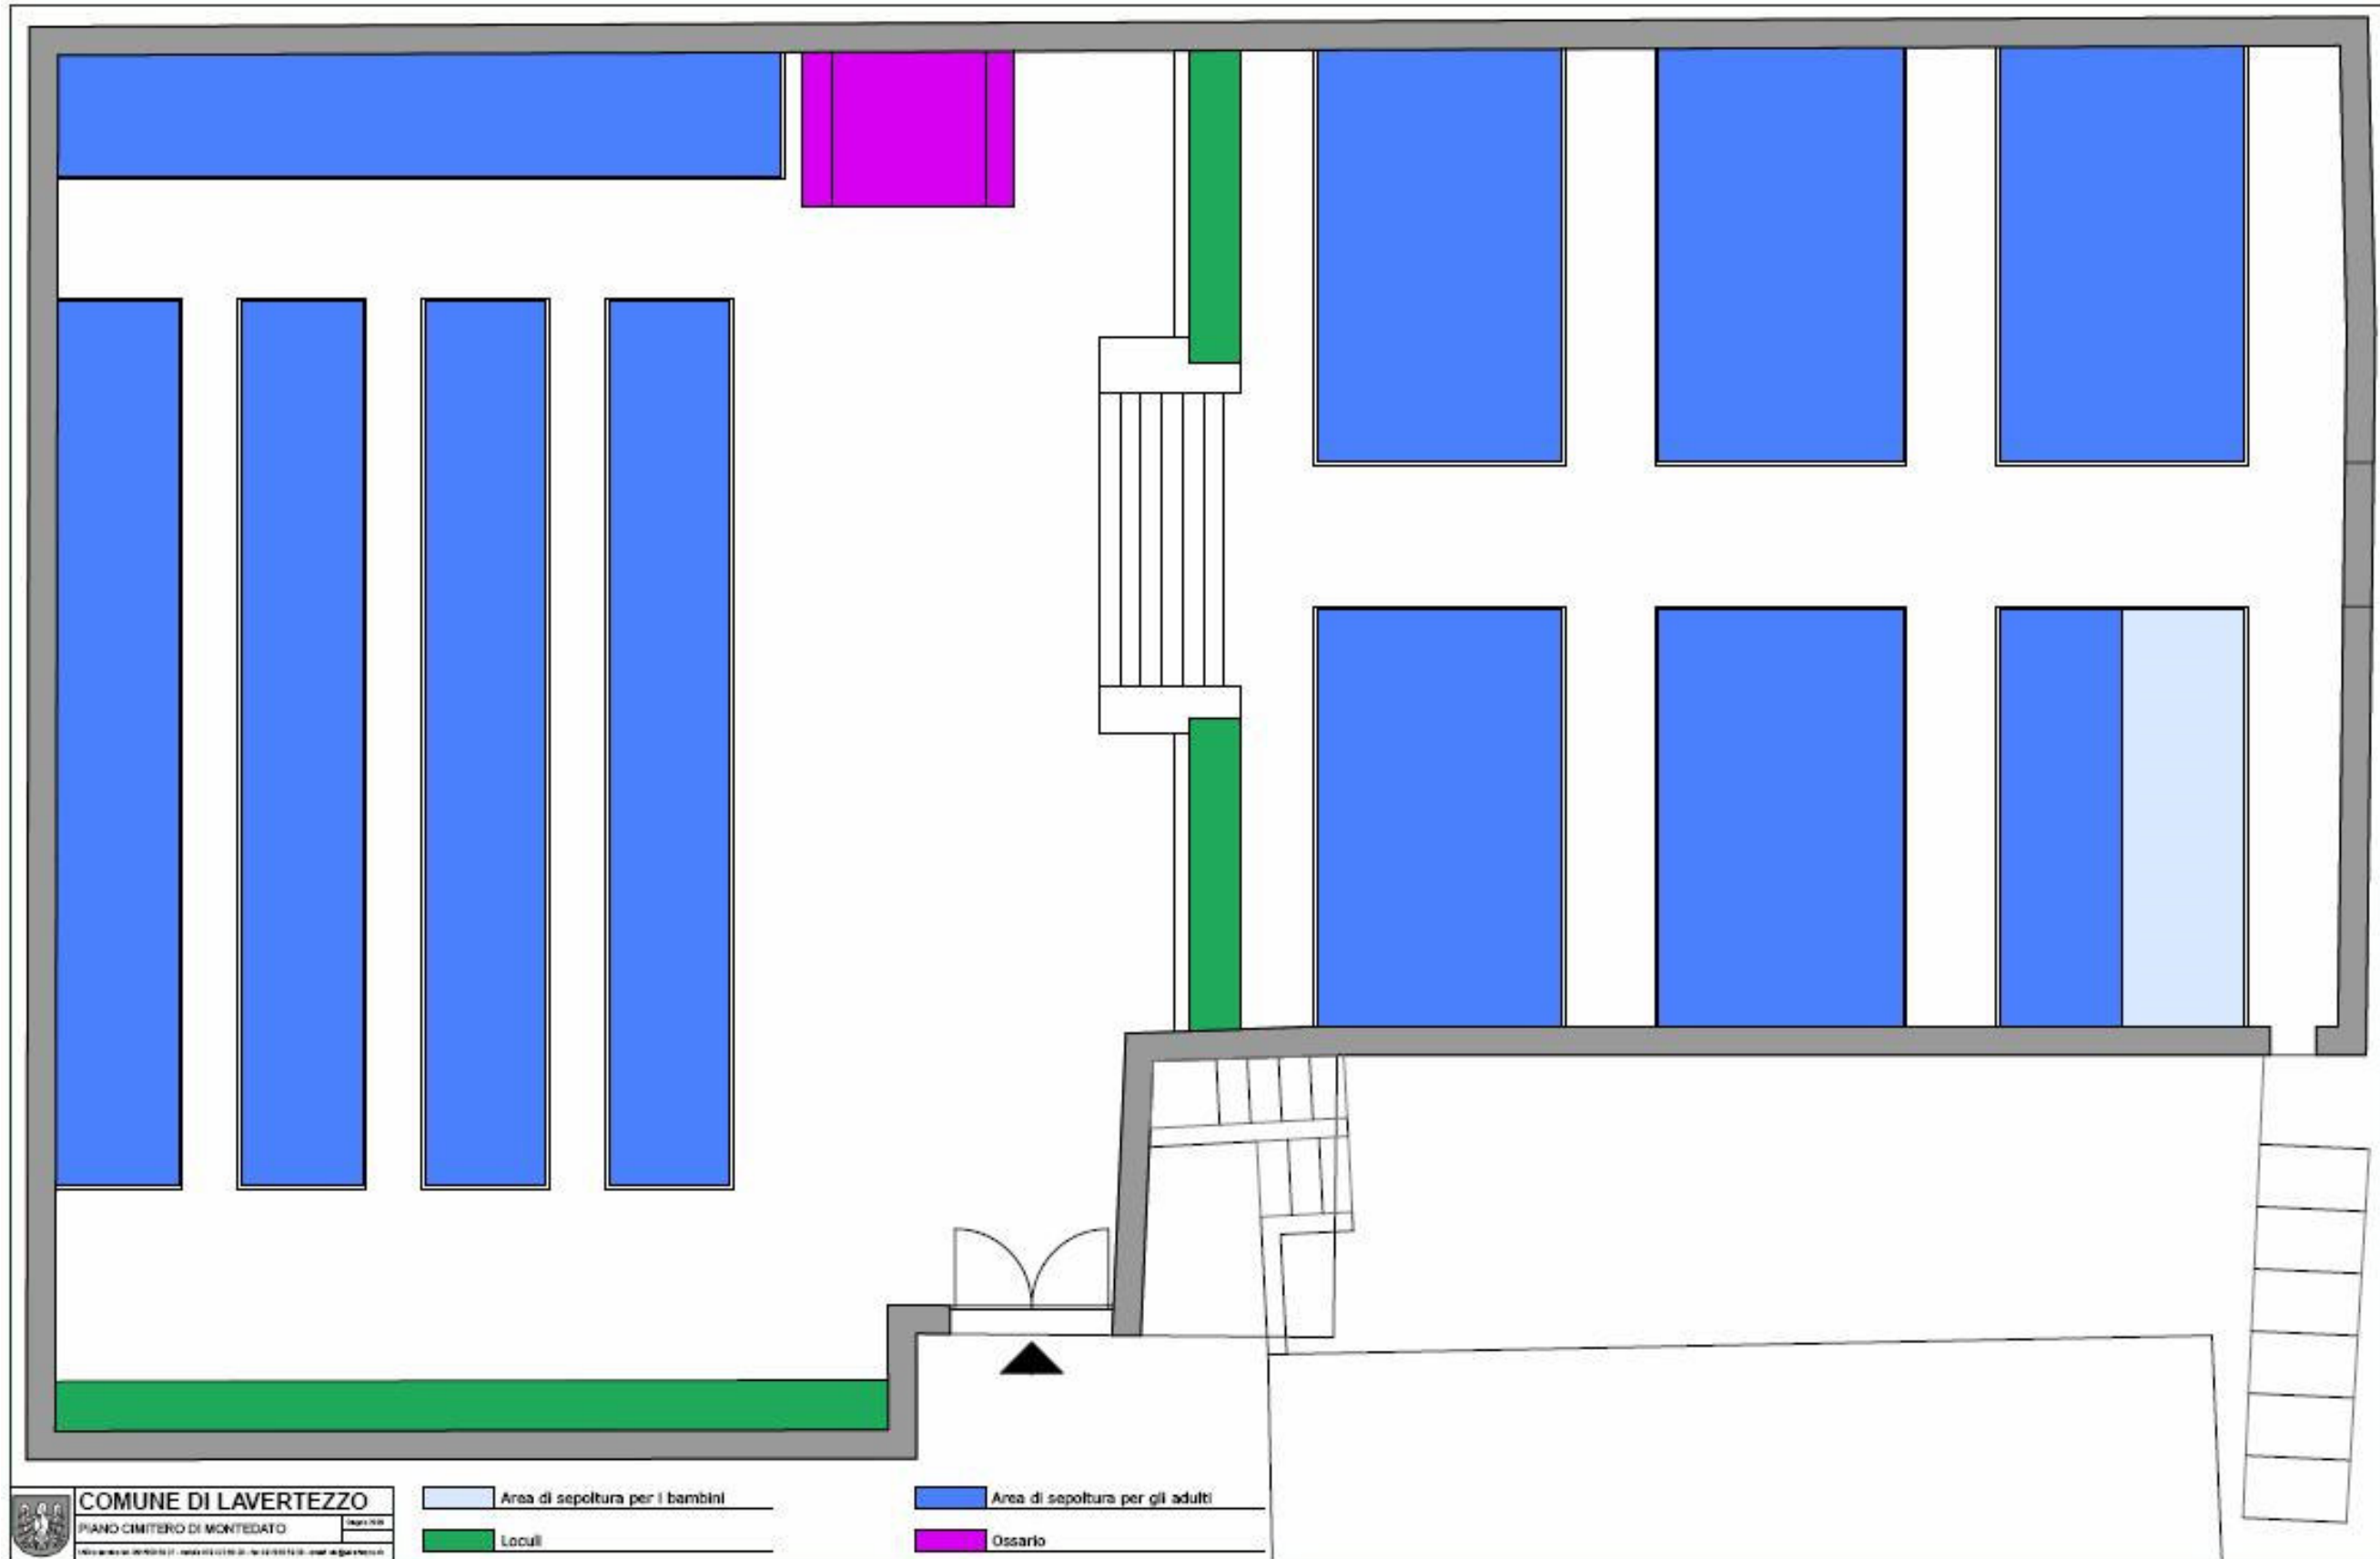 COMUNE DI LAVERTEZZO
PIANO CIMITERO DI MONTEDATO
Area di sepoltura per i bambini
Loculi
Area di sepoltura per gli adulti
Ossario